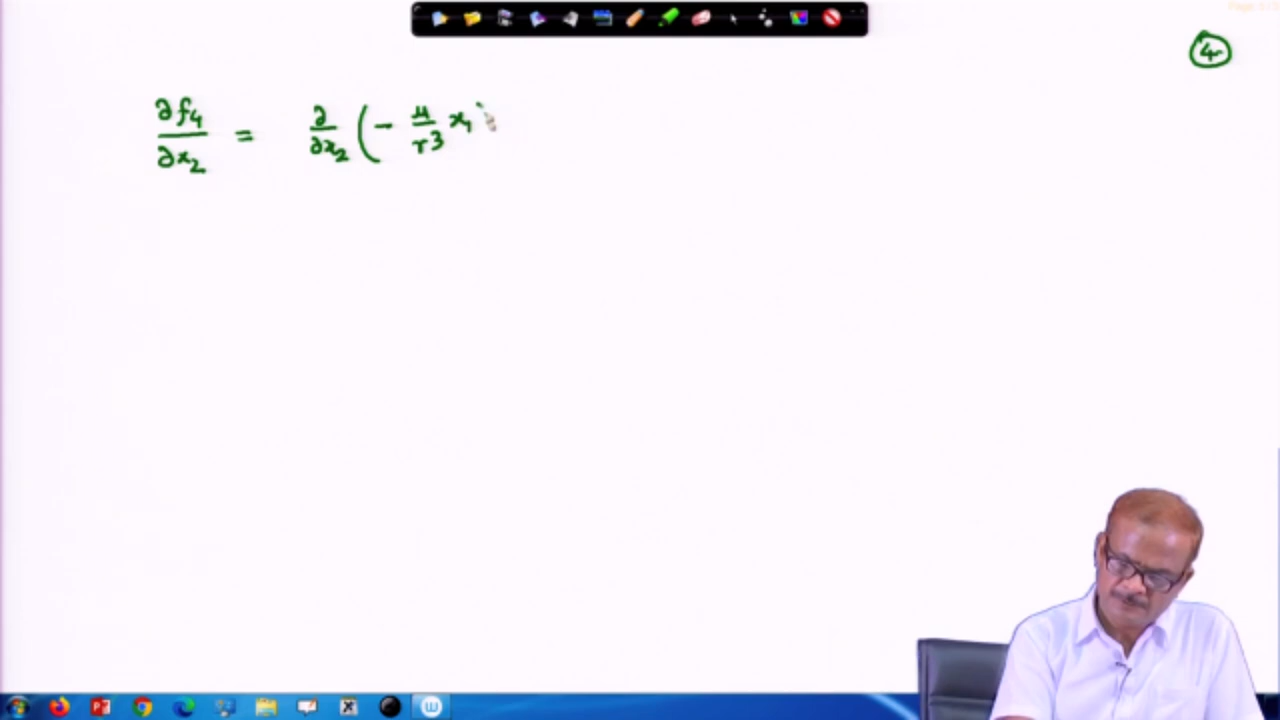 4
∂f₄/∂x₂ = ∂/∂x₂ (− μ/r³ x₁